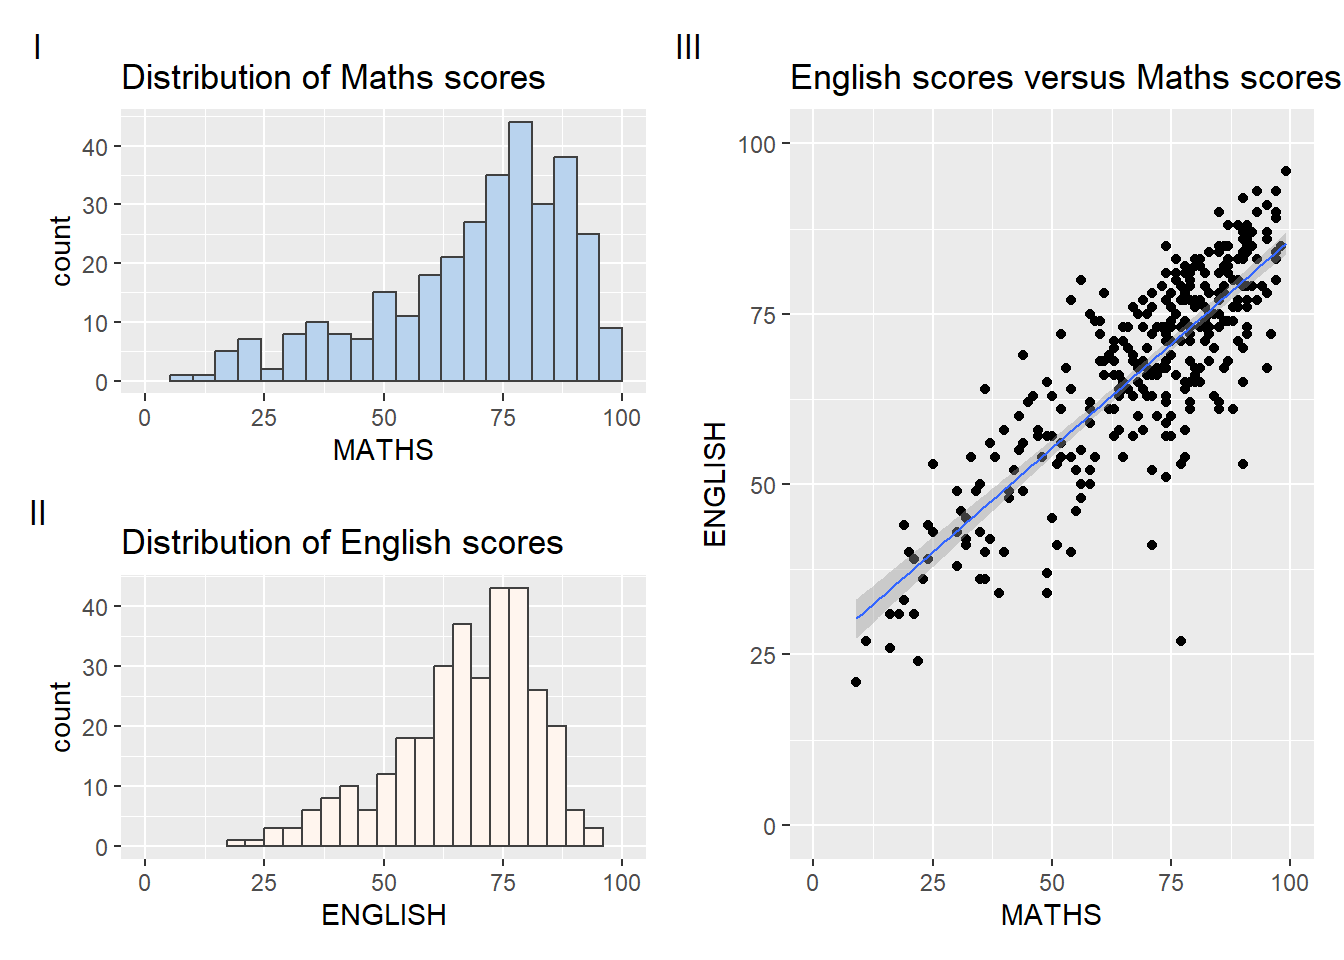 I
Distribution of Maths scores
40
30
20
10
0
count
0 25 50 75 100
MATHS
II
Distribution of English scores
40
30
20
10
0
count
0 25 50 75 100
ENGLISH
III
English scores versus Maths scores
100
75
50
25
0
ENGLISH
0 25 50 75 100
MATHS